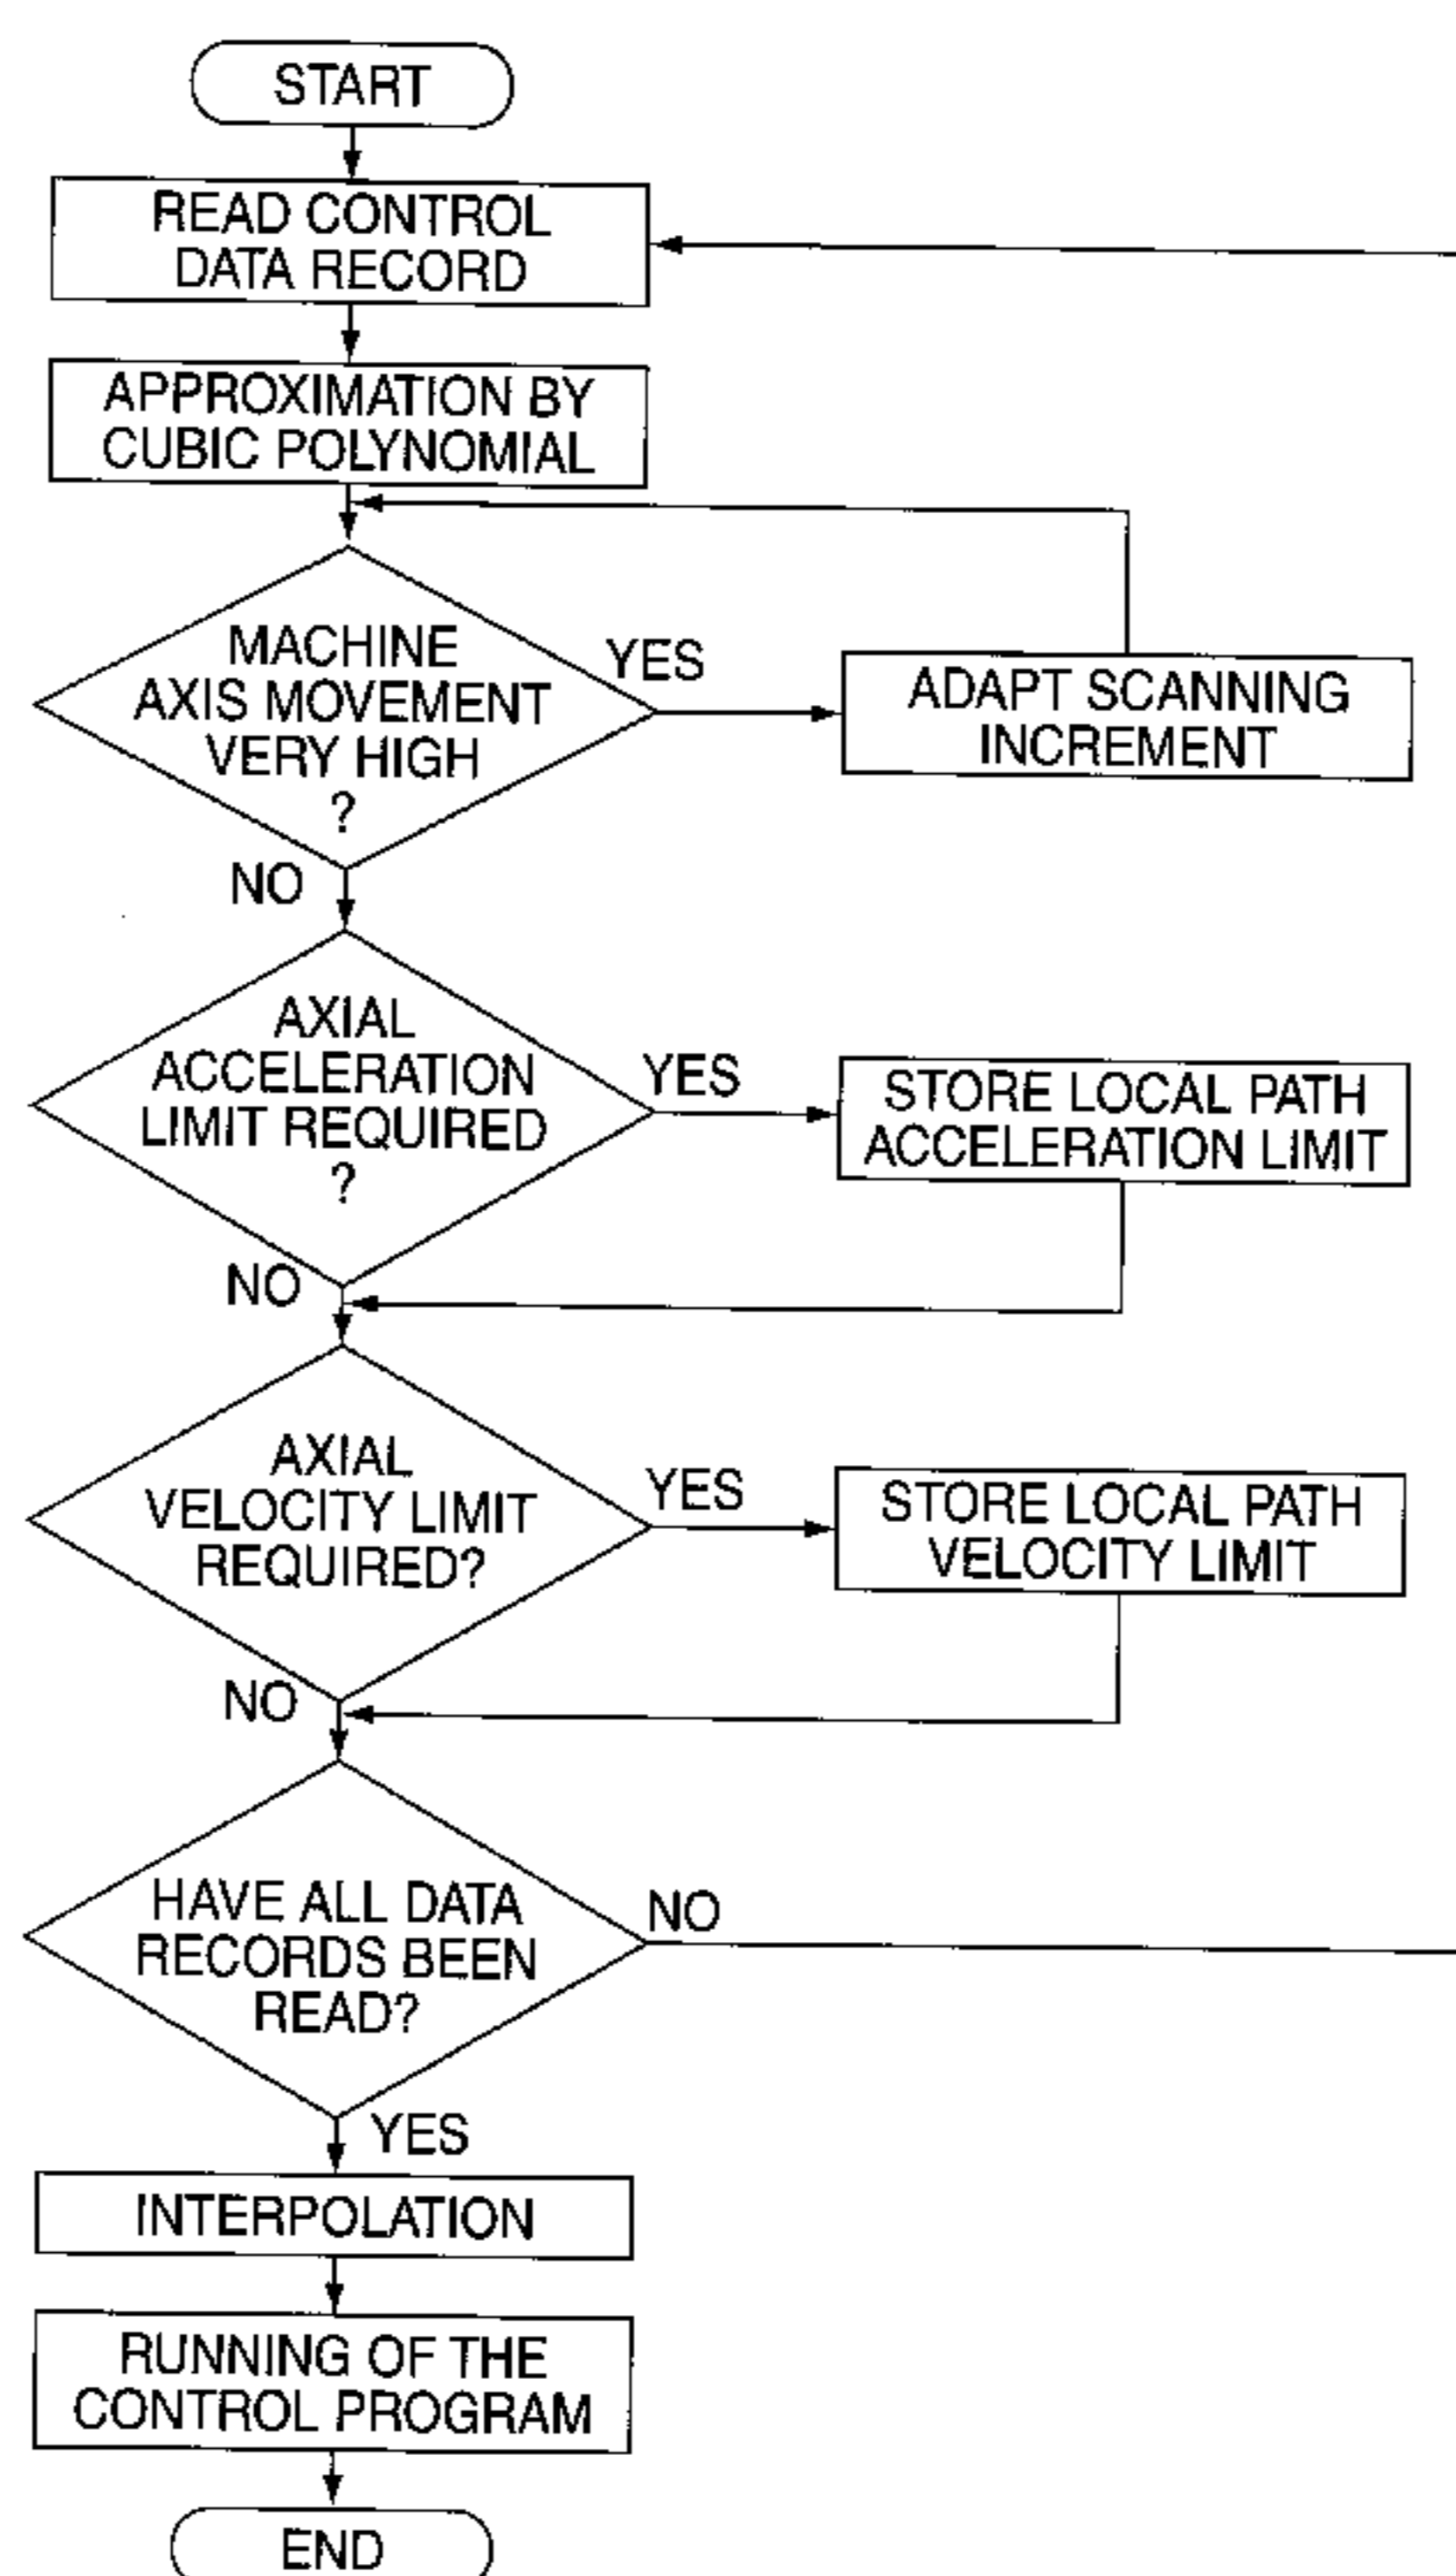 START
READ CONTROL
DATA RECORD
APPROXIMATION BY
CUBIC POLYNOMIAL
MACHINE
AXIS MOVEMENT
VERY HIGH
?
YES
ADAPT SCANNING
INCREMENT
NO
AXIAL
ACCELERATION
LIMIT REQUIRED
?
YES
STORE LOCAL PATH
ACCELERATION LIMIT
NO
AXIAL
VELOCITY LIMIT
REQUIRED?
YES
STORE LOCAL PATH
VELOCITY LIMIT
NO
HAVE ALL DATA
RECORDS BEEN
READ?
NO
YES
INTERPOLATION
RUNNING OF THE
CONTROL PROGRAM
END